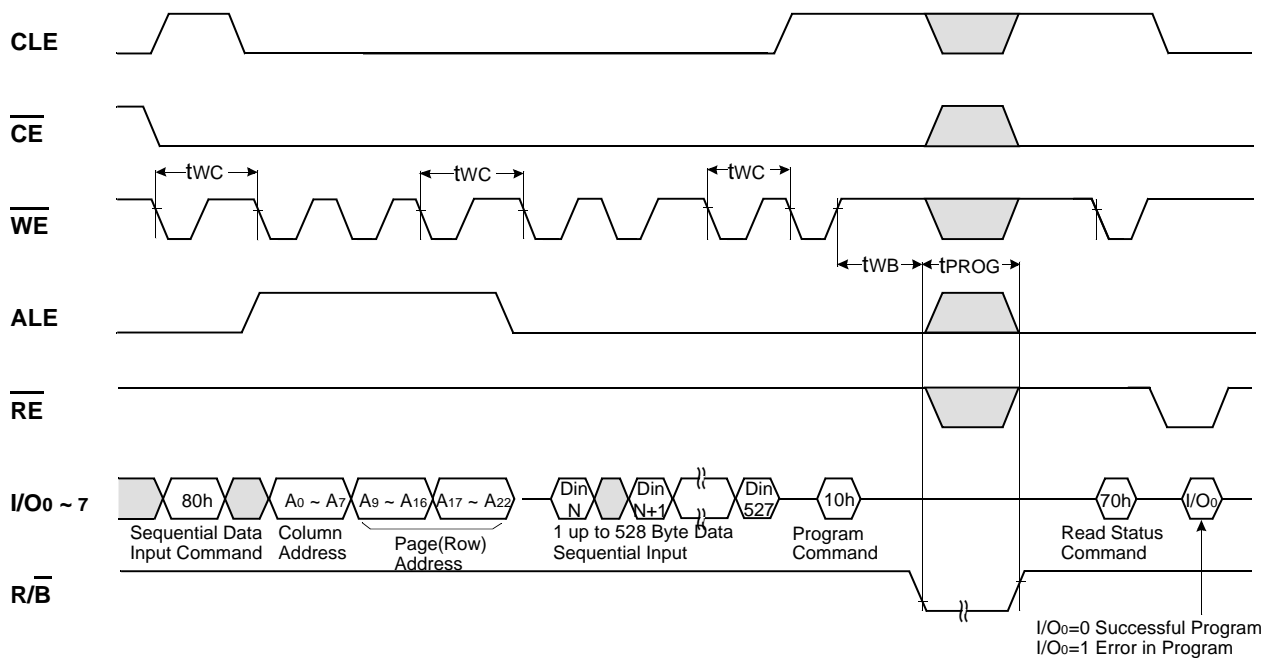 CLE
CE
tWC
tWC
tWC
WE
tWB
tPROG
ALE
RE
I/O0 ~ 7
80h
A0 ~ A7
A9 ~ A16
A17 ~ A22
Din
N
Din
N+1
Din
527
10h
70h
I/O0
Sequential Data
Input Command
Column
Address
Page(Row)
Address
1 up to 528 Byte Data
Sequential Input
Program
Command
Read Status
Command
R/B
I/O0=0 Successful Program
I/O0=1 Error in Program